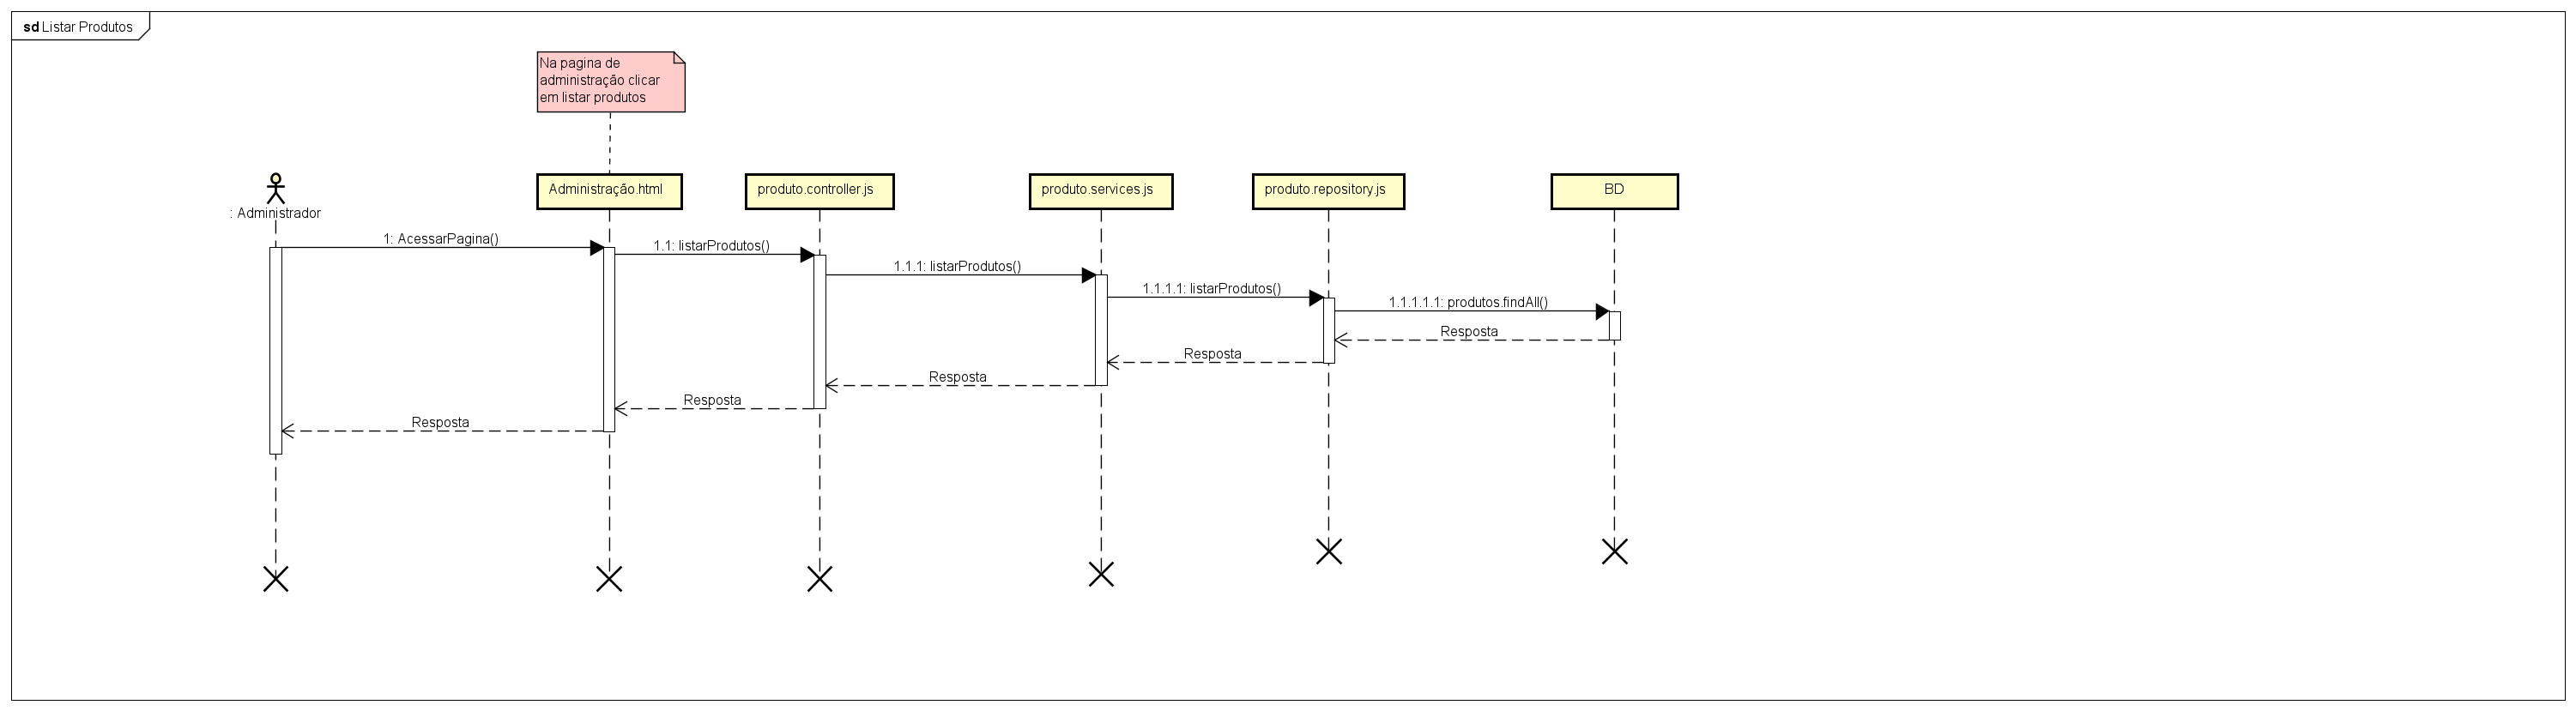 sd Listar Produtos
Na pagina de
administração clicar
em listar produtos
: Administrador
Administração.html
produto.controller.js
produto.services.js
produto.repository.js
BD
1: AcessarPagina()
1.1: listarProdutos()
1.1.1: listarProdutos()
1.1.1.1: listarProdutos()
1.1.1.1.1: produtos.findAll()
Resposta
Resposta
Resposta
Resposta
Resposta